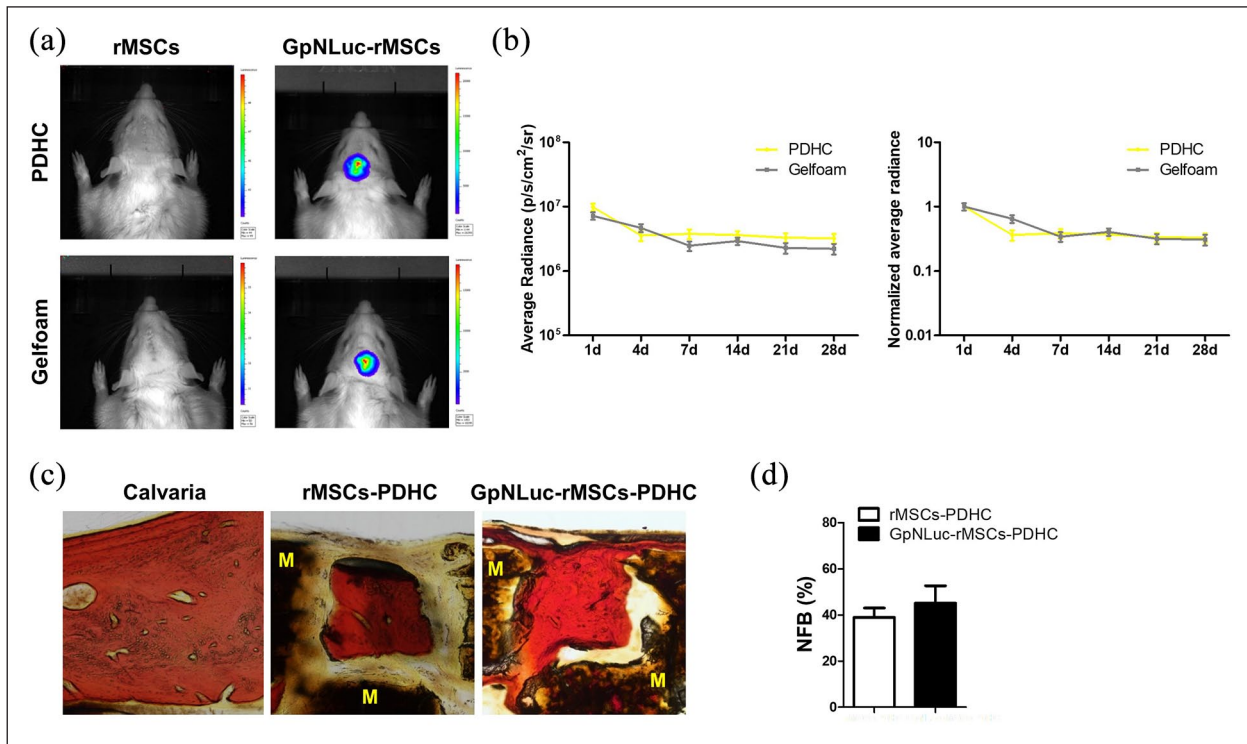 (a)
rMSCs
GpNLuc-rMSCs
PDHC
Gelfoam
(b)
Average Radiance (p/s/cm²/sr)
10⁸
10⁷
10⁶
10⁵
1d 4d 7d 14d 21d 28d
PDHC
Gelfoam
Normalized average radiance
10
1
0.1
0.01
1d 4d 7d 14d 21d 28d
PDHC
Gelfoam
(c)
Calvaria
rMSCs-PDHC
GpNLuc-rMSCs-PDHC
M
M
M
M
(d)
rMSCs-PDHC
GpNLuc-rMSCs-PDHC
NFB (%)
80
60
40
20
0